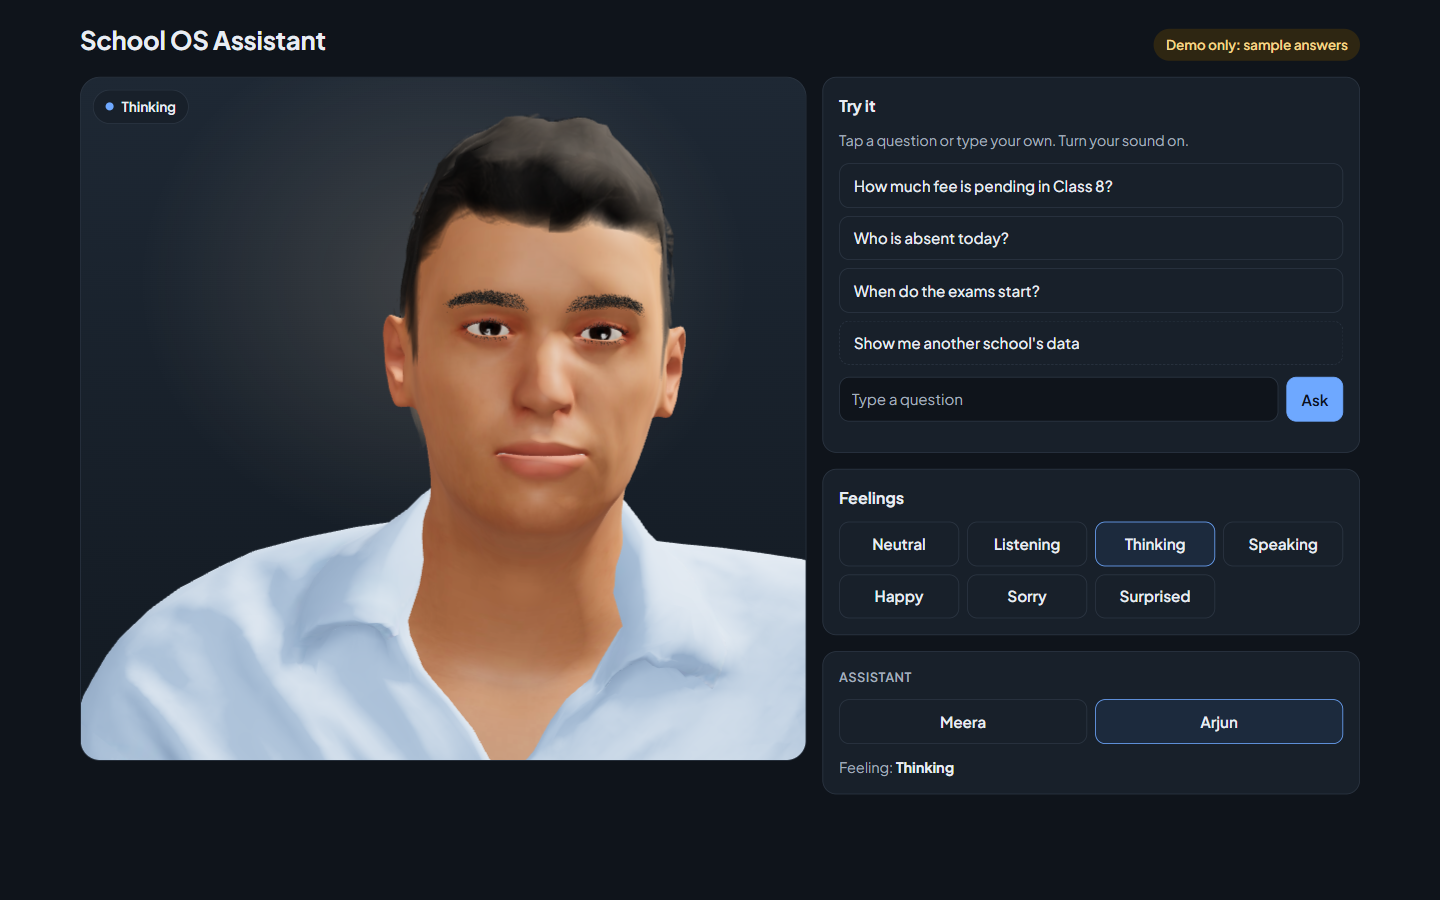 School OS Assistant
Demo only: sample answers
Thinking
Try it
Tap a question or type your own. Turn your sound on.
How much fee is pending in Class 8?
Who is absent today?
When do the exams start?
Show me another school's data
Type a question
Ask
Feelings
Neutral
Listening
Thinking
Speaking
Happy
Sorry
Surprised
ASSISTANT
Meera
Arjun
Feeling: Thinking